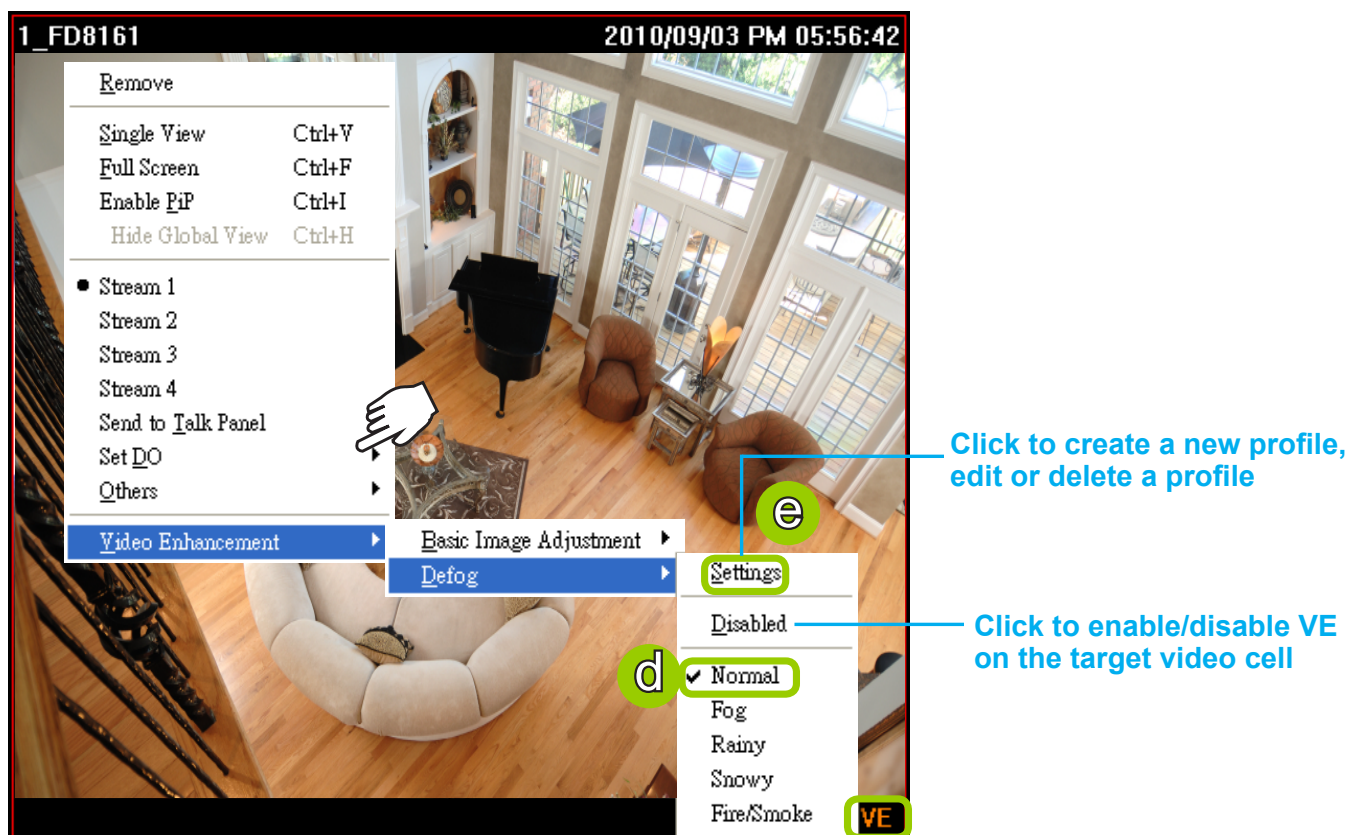 1_FD8161 2010/09/03 PM 05:56:42
Remove
Single View Ctrl+V
Full Screen Ctrl+F
Enable PiP Ctrl+I
Hide Global View Ctrl+H
Stream 1
Stream 2
Stream 3
Stream 4
Send to Talk Panel
Set DO
Others
Video Enhancement
Basic Image Adjustment
Defog
e
Settings
Disabled
d
Normal
Fog
Rainy
Snowy
Fire/Smoke
VE
Click to create a new profile,
edit or delete a profile
Click to enable/disable VE
on the target video cell